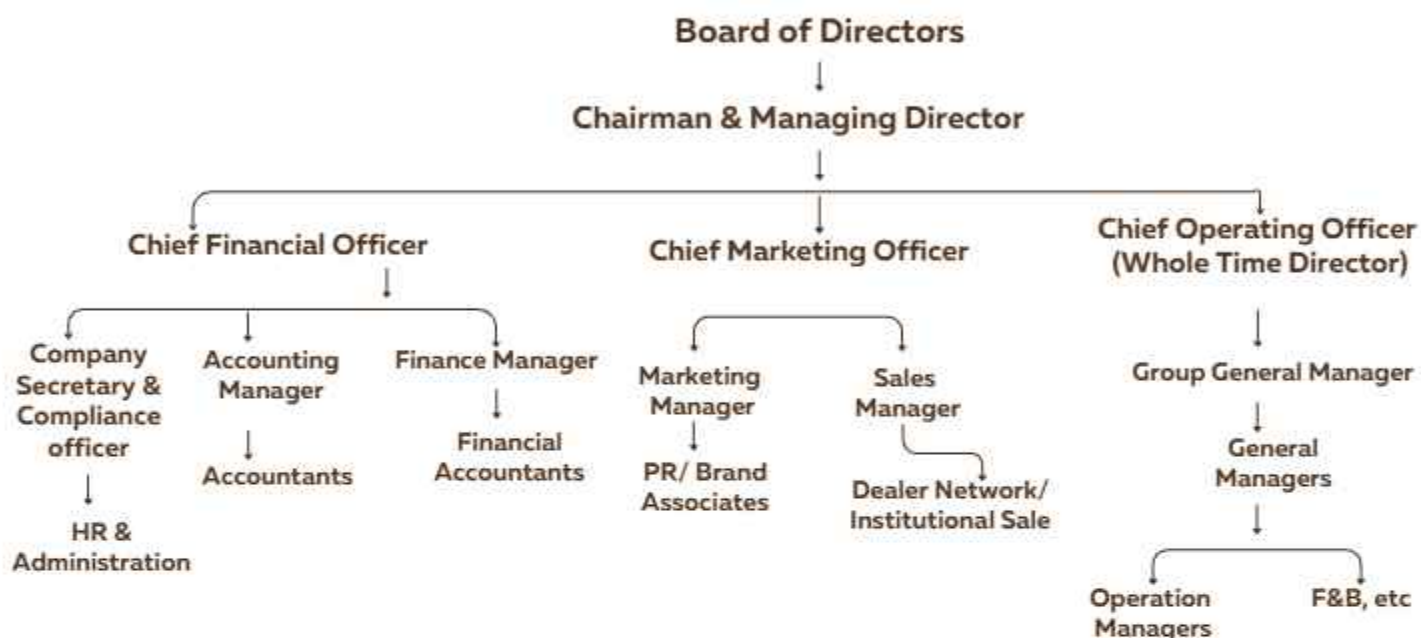 Board of Directors
Chairman & Managing Director
Chief Financial Officer
Chief Marketing Officer
Chief Operating Officer
(Whole Time Director)
Company
Secretary &
Compliance
officer
Accounting
Manager
Finance Manager
Marketing
Manager
Sales
Manager
Group General Manager
HR &
Administration
Accountants
Financial
Accountants
PR/ Brand
Associates
Dealer Network/
Institutional Sale
General
Managers
Operation
Managers
F&B, etc